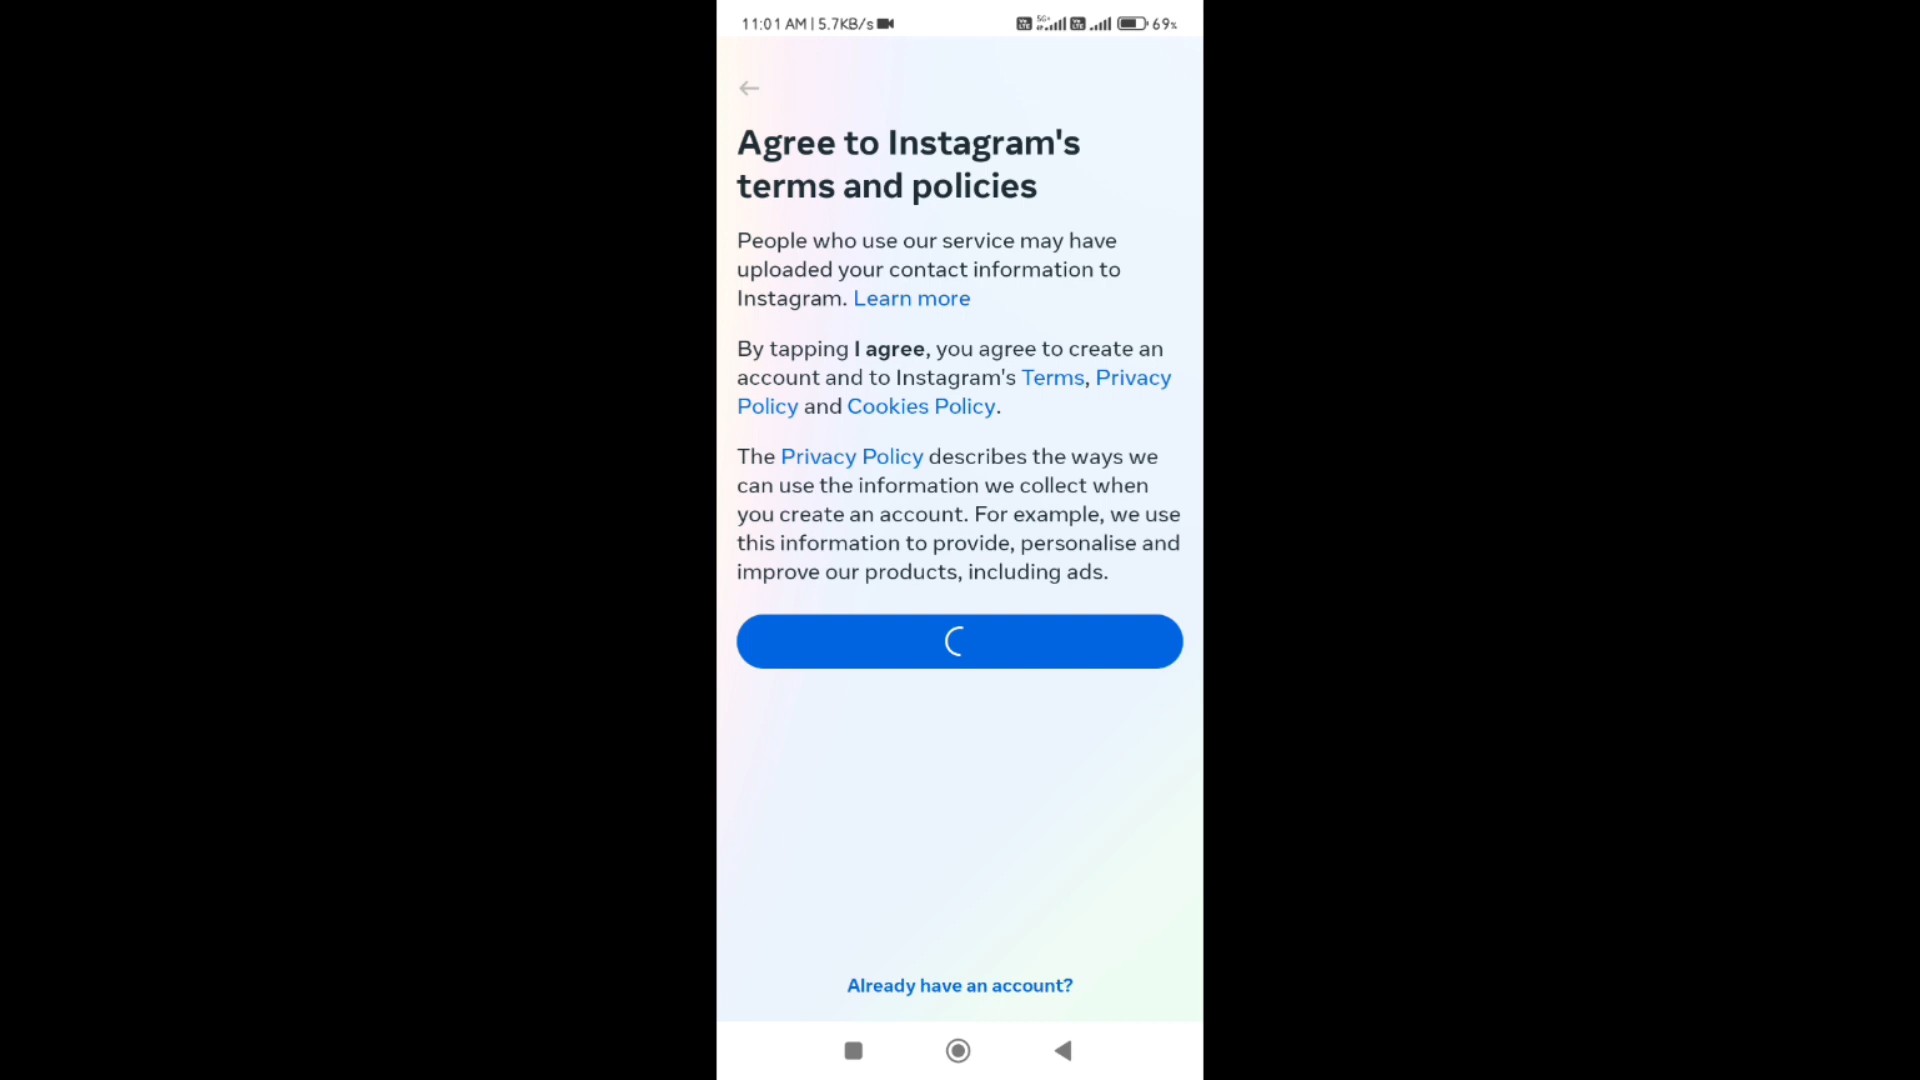 11:01 AM | 5.7KB/s 69%
Agree to Instagram's
terms and policies
People who use our service may have
uploaded your contact information to
Instagram. Learn more
By tapping I agree, you agree to create an
account and to Instagram's Terms, Privacy
Policy and Cookies Policy.
The Privacy Policy describes the ways we
can use the information we collect when
you create an account. For example, we use
this information to provide, personalise and
improve our products, including ads.
Already have an account?